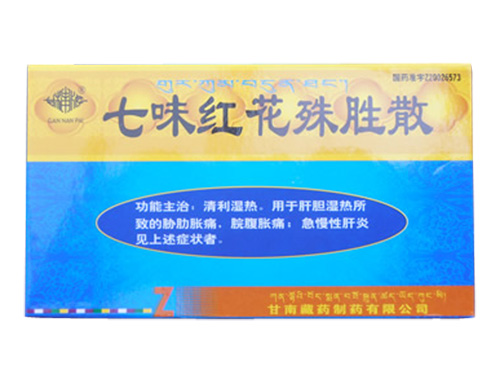 གུར་ཀུམ་བདུན་ཐང་།
国药准字Z20026573
GAN NAN PAI
七味红花殊胜散
功能主治：清利湿热。用于肝胆湿热所
致的胁肋胀痛，脘腹胀痛；急慢性肝炎
见上述症状者。
Z
甘南藏药制药有限公司